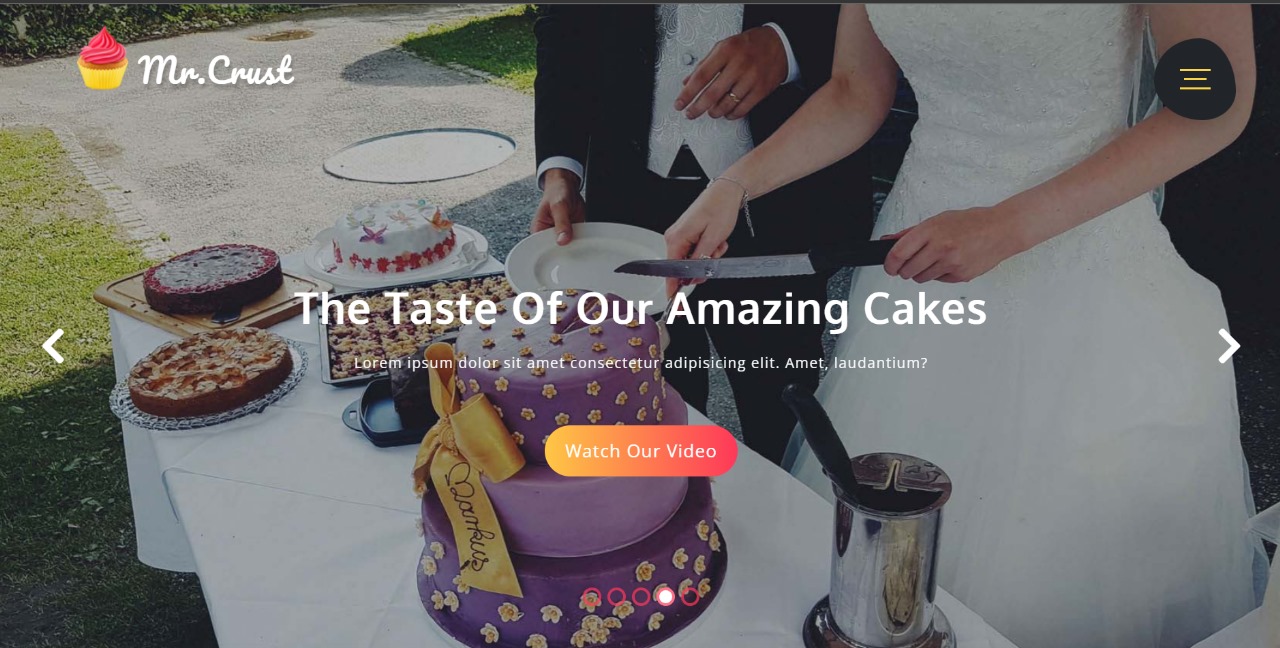 Mr.Crust
The Taste Of Our Amazing Cakes
Lorem ipsum dolor sit amet consectetur adipisicing elit. Amet, laudantium?
Watch Our Video
Markus